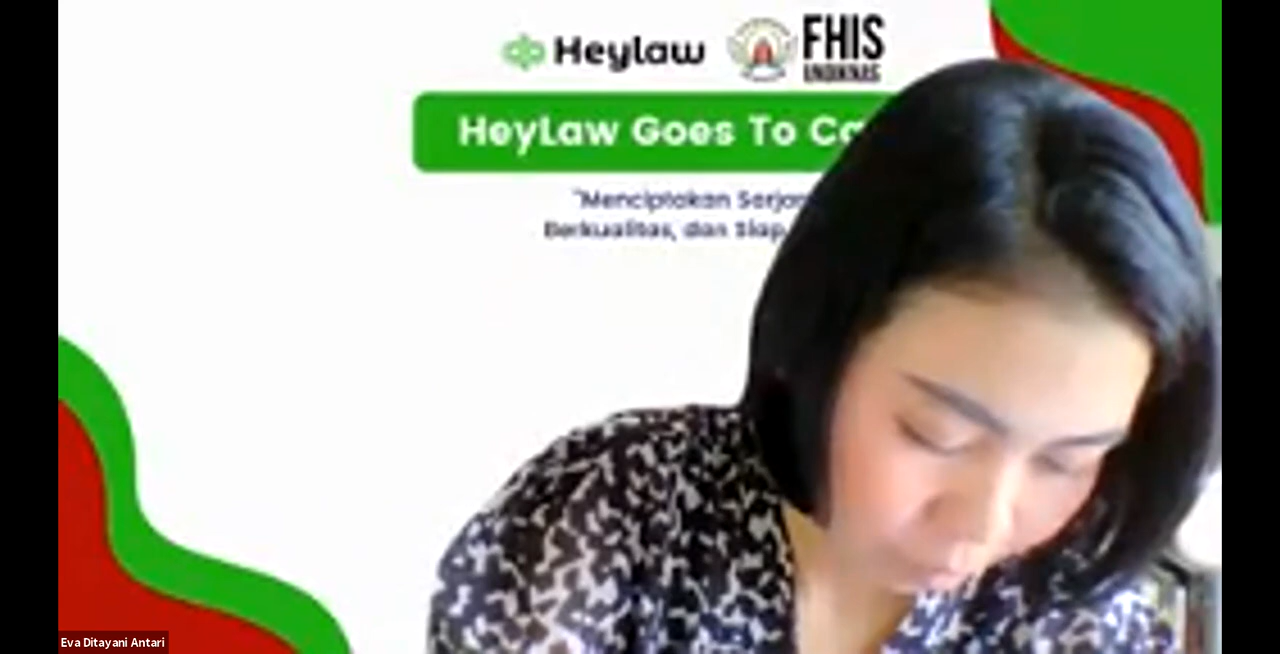 Heylaw FHIS
UNDIKNAS
HeyLaw Goes To Ca
"Menciptakan Sarjan
Berkualitas, dan Siap
Eva Ditayani Antari